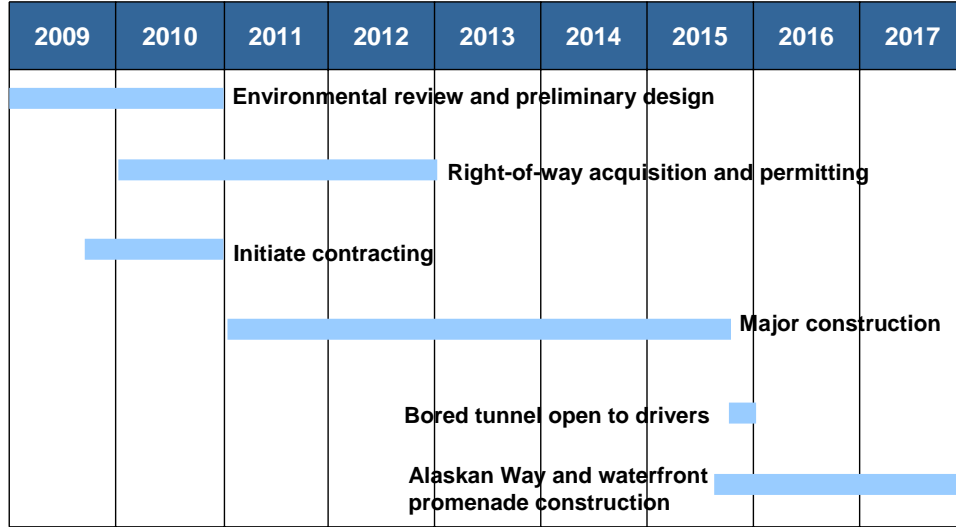 2009 2010 2011 2012 2013 2014 2015 2016 2017
Environmental review and preliminary design
Right-of-way acquisition and permitting
Initiate contracting
Major construction
Bored tunnel open to drivers
Alaskan Way and waterfront
promenade construction